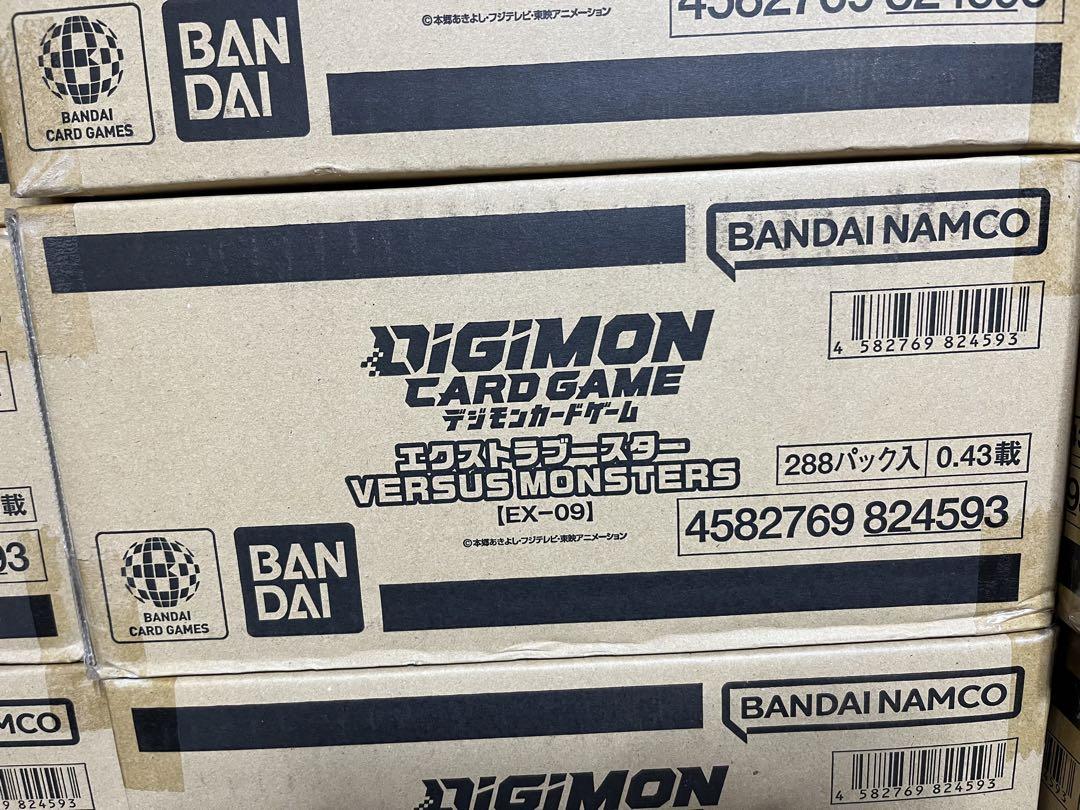 ©本郷あきよし・フジテレビ・東映アニメーション
4582769 824593
BANDAI
CARD GAMES
BAN
DAI
BANDAI NAMCO
4 582769 824593
DIGIMON
CARD GAME
デジモンカードゲーム
エクストラブースター
VERSUS MONSTERS
【EX-09】
288パック入
0.43載
4582769 824593
©本郷あきよし・フジテレビ・東映アニメーション
BANDAI
CARD GAMES
BAN
DAI
載
93
BANDAI NAMCO
4 582769 824593
DIGIMON
MCO
9 824593